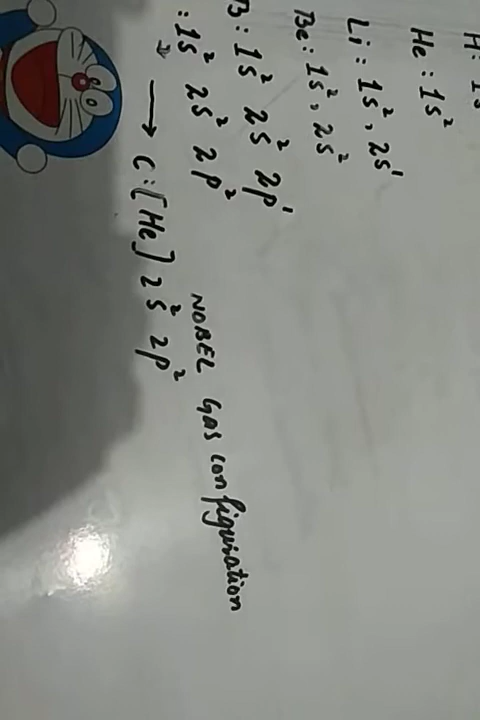 H: 1s
He : 1s²
Li : 1s², 2s¹
Be : 1s², 2s²
B : 1s² 2s² 2p¹
: 1s² 2s² 2p²
→ C : [He] 2s² 2p²
NOBEL GAS configuration